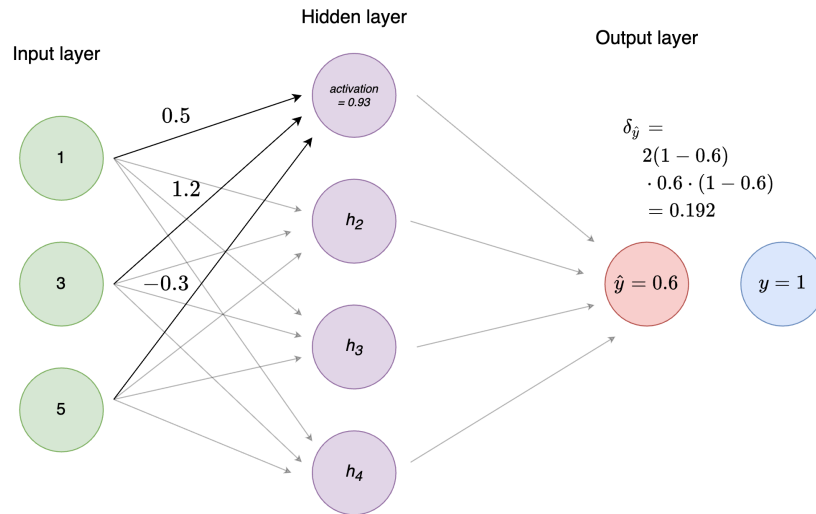 Hidden layer
Input layer
Output layer
activation
= 0.93
0.5
δ_ŷ =
2(1 − 0.6)
· 0.6 · (1 − 0.6)
= 0.192
1
1.2
h₂
3
−0.3
ŷ = 0.6
y = 1
h₃
5
h₄